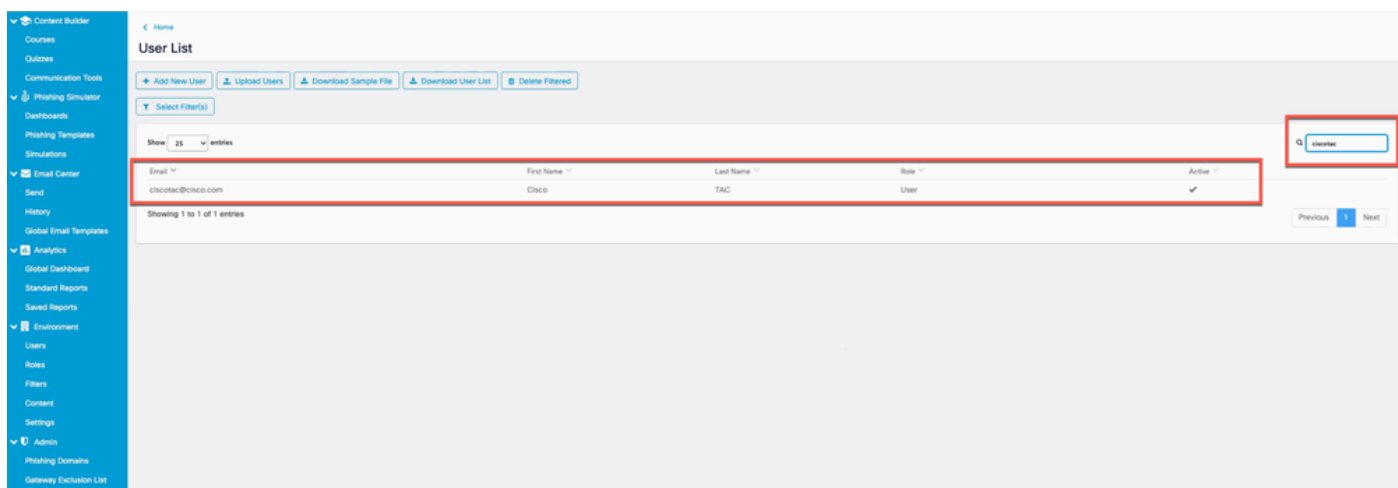 Content Builder
Courses
Quizzes
Communication Tools
Phishing Simulator
Dashboards
Phishing Templates
Simulations
Email Center
Send
History
Global Email Templates
Analytics
Global Dashboard
Standard Reports
Saved Reports
Environment
Users
Roles
Filters
Content
Settings
Admin
Phishing Domains
Gateway Exclusion List
Home
User List
Add New User Upload Users Download Sample File Download User List Delete Filtered
Select Filter(s)
Show 25 entries ciscotac
Email First Name Last Name Role Active
ciscotac@cisco.com Cisco TAC User
Showing 1 to 1 of 1 entries Previous 1 Next